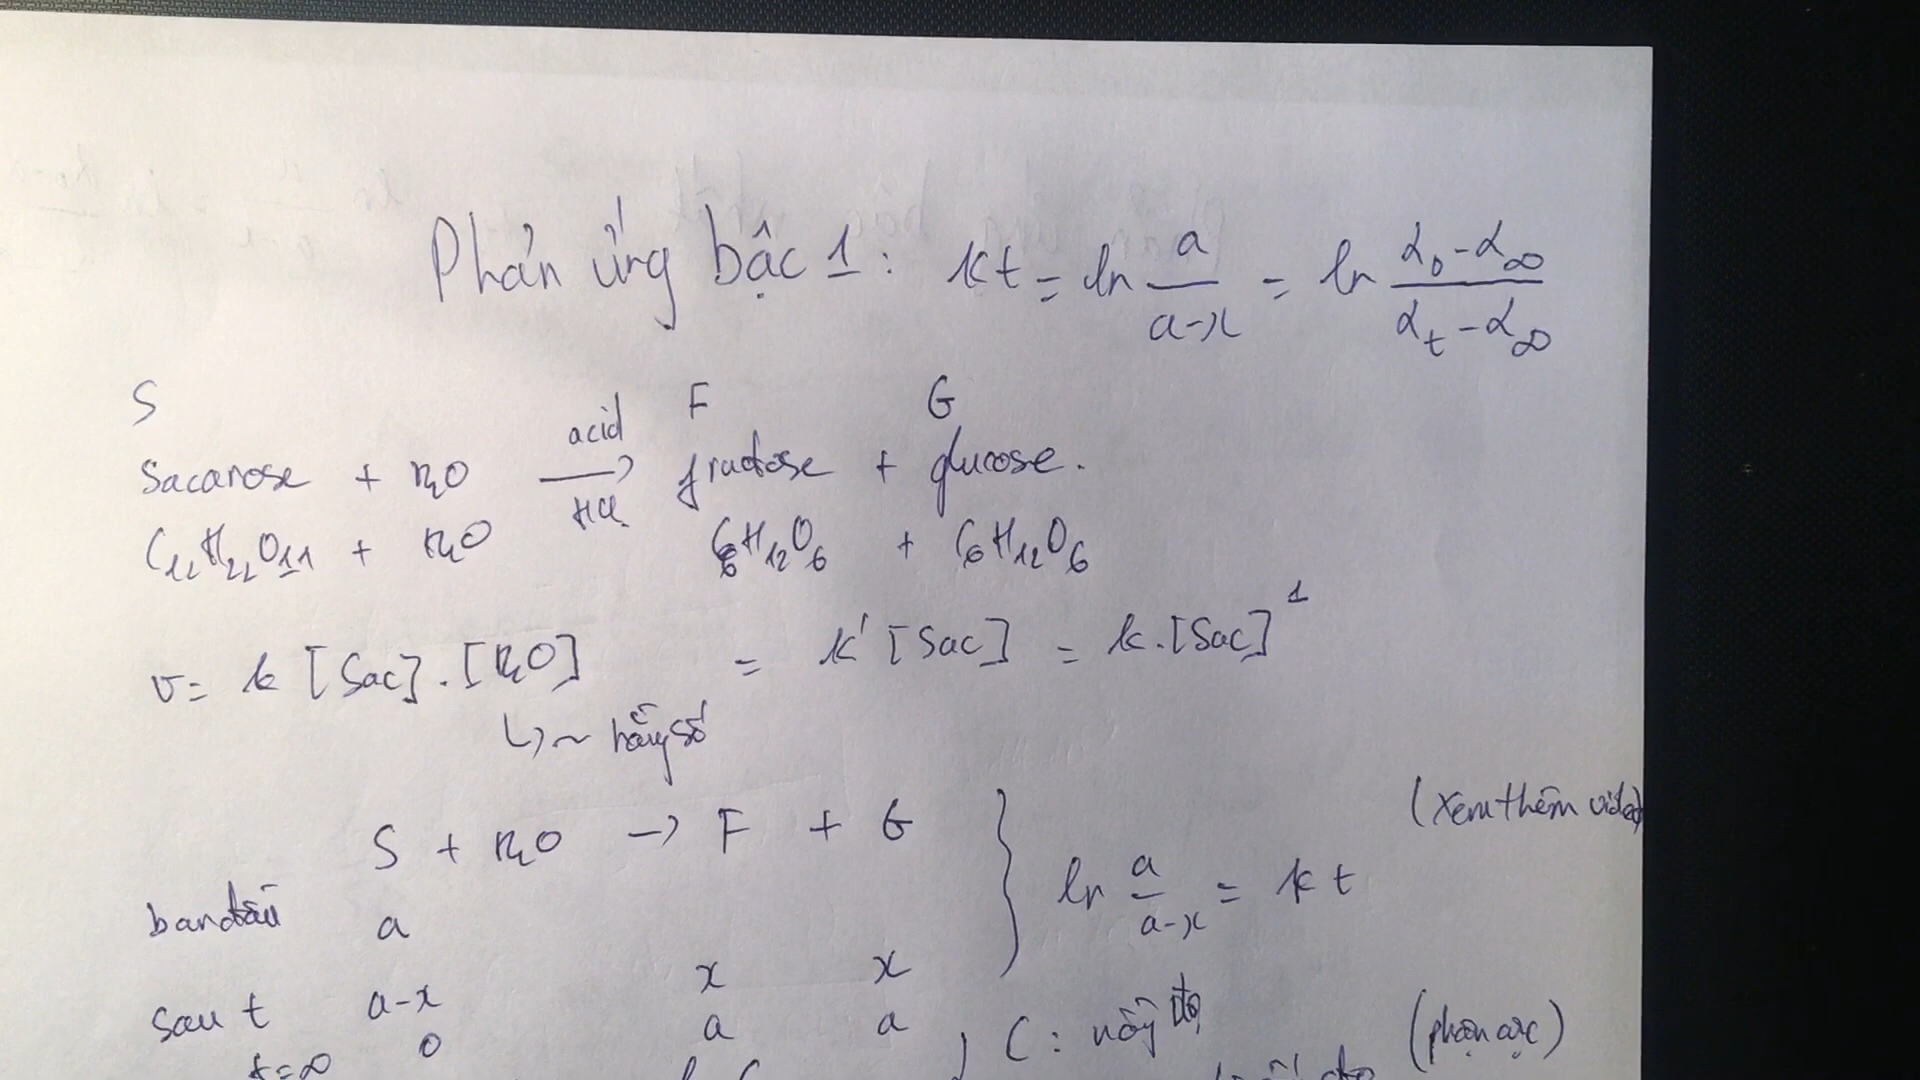 Phản ứng bậc 1: kt = ln a/(a-x) = ln (α₀-α∞)/(αₜ-α∞)
S F G
Sacarose + H₂O acid→HCl fructose + glucose.
C₁₂H₂₂O₁₁ + H₂O C₆H₁₂O₆ + C₆H₁₂O₆
v = k [Sac].[H₂O] = k' [Sac] = k.[Sac]¹
↳ ~ hằng số
(xem thêm video)
S + H₂O → F + G } ln a/(a-x) = kt
ban đầu a
sau t a-x x x
t=∞ 0 a a
C: nồng độ (phân cực)